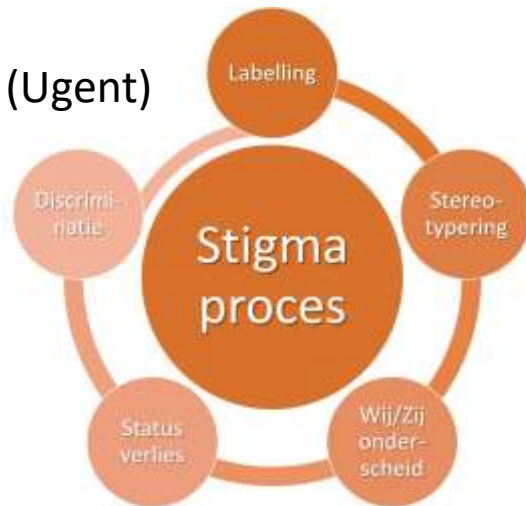 (Ugent)
Labelling
Stereo-
typering
Wij/Zij
onder-
scheid
Status
verlies
Discrimi-
natie
Stigma
proces